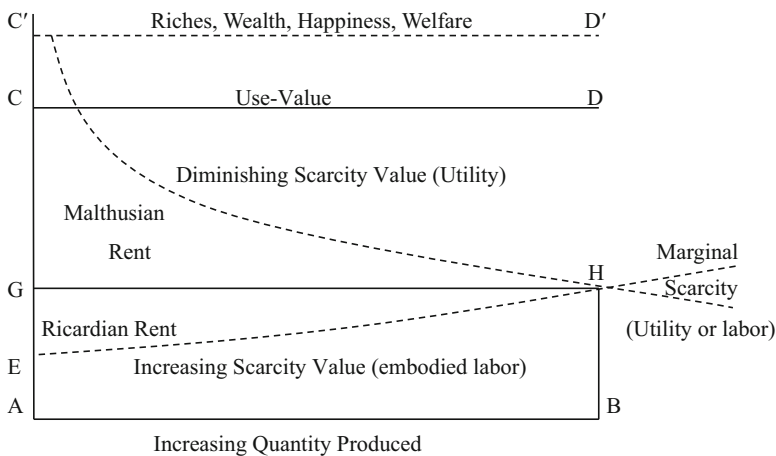 C′ Riches, Wealth, Happiness, Welfare D′
C Use-Value D
Diminishing Scarcity Value (Utility)
Malthusian
Rent
Marginal
H
G Scarcity
Ricardian Rent (Utility or labor)
E Increasing Scarcity Value (embodied labor)
A B
Increasing Quantity Produced